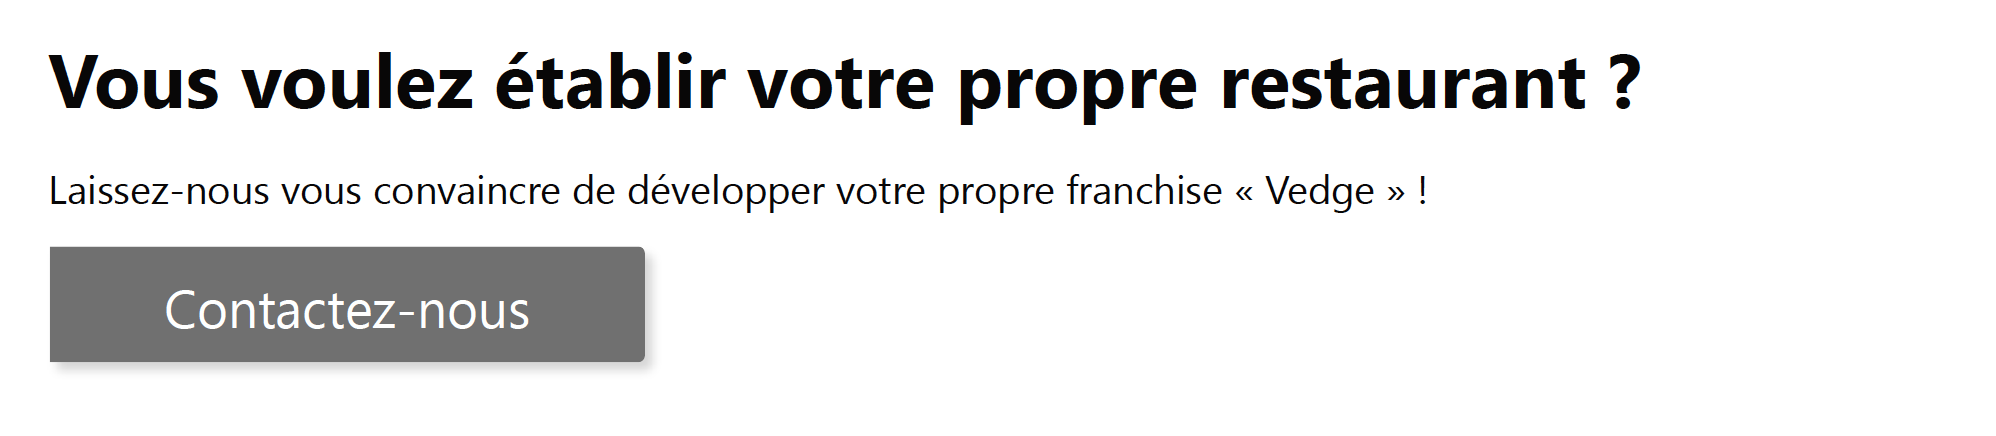 Vous voulez établir votre propre restaurant ?
Laissez-nous vous convaincre de développer votre propre franchise « Vedge » !
Contactez-nous